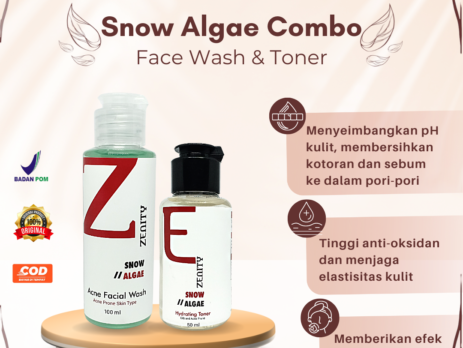 Snow Algae Combo
Face Wash & Toner
Menyeimbangkan pH
kulit, membersihkan
kotoran dan sebum
ke dalam pori-pori
Tinggi anti-oksidan
dan menjaga
elastisitas kulit
Memberikan efek
BADAN POM
100%
ORIGINAL
COD
Z
ZENITY
SNOW
// ALGAE
Acne Facial Wash
Acne Prone Skin Type
100 ml
E
ZENITY
SNOW
// ALGAE
Hydrating Toner
50 ml